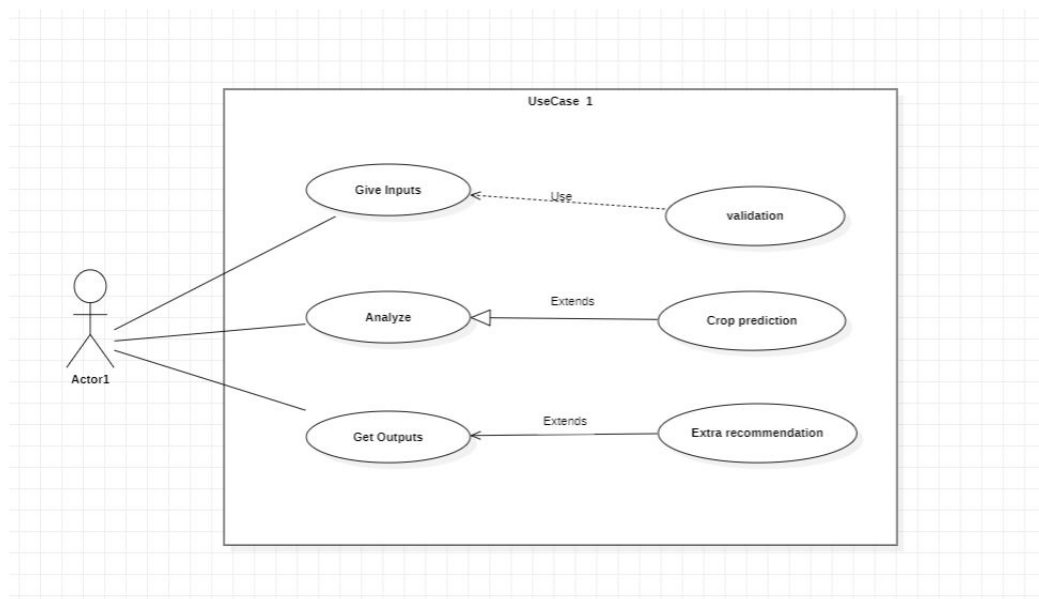 UseCase 1
Give Inputs
Use
validation
Analyze
Extends
Crop prediction
Actor1
Get Outputs
Extends
Extra recommendation